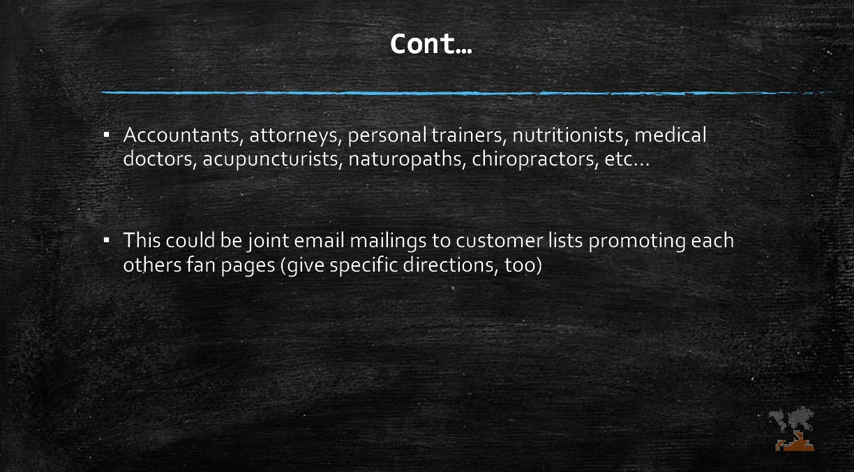 Cont…
▪ Accountants, attorneys, personal trainers, nutritionists, medical
doctors, acupuncturists, naturopaths, chiropractors, etc…
▪ This could be joint email mailings to customer lists promoting each
others fan pages (give specific directions, too)